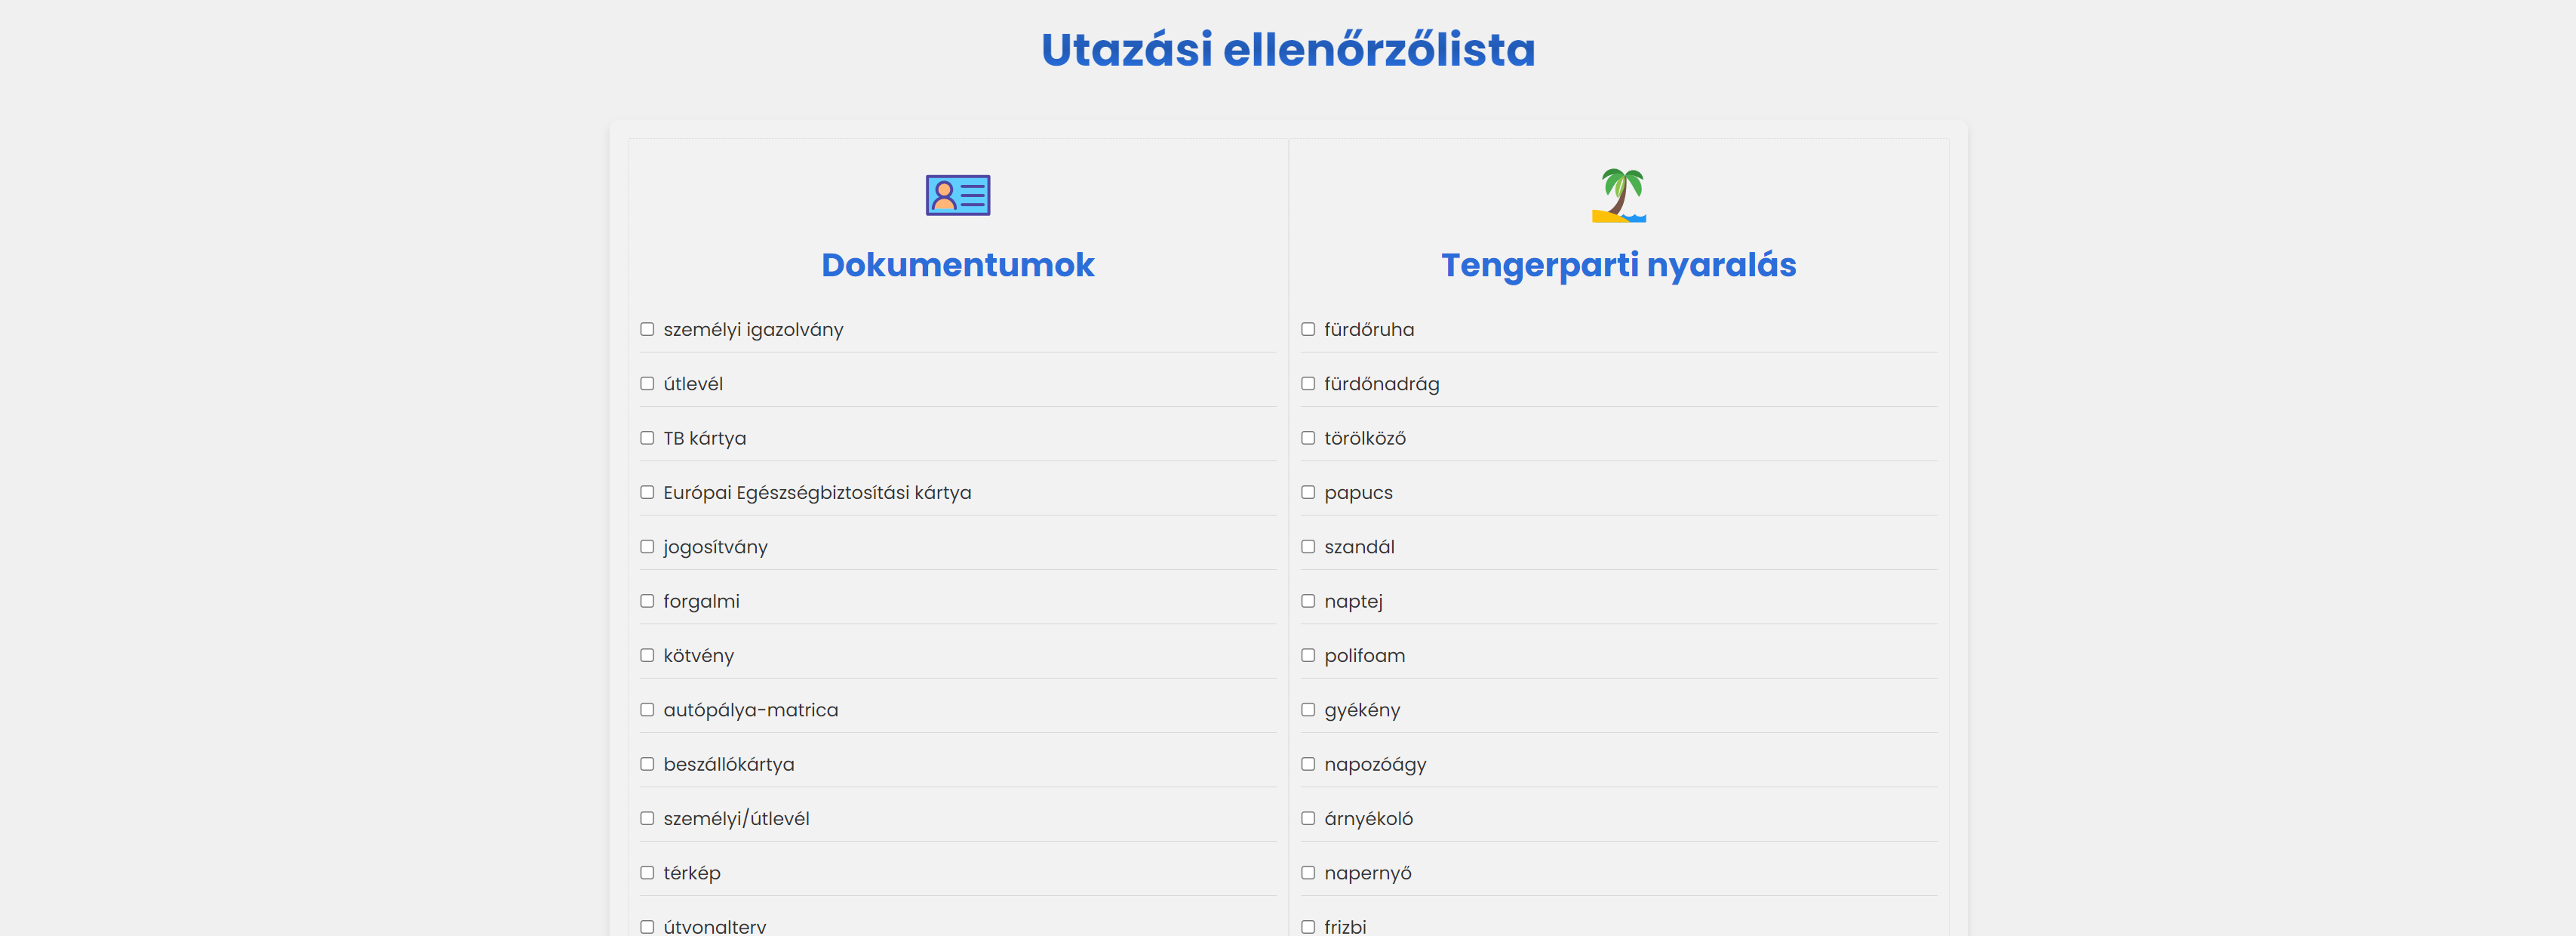 Utazási ellenőrzőlista
Dokumentumok
személyi igazolvány
útlevél
TB kártya
Európai Egészségbiztosítási kártya
jogosítvány
forgalmi
kötvény
autópálya-matrica
beszállókártya
személyi/útlevél
térkép
útvonalterv
Tengerparti nyaralás
fürdőruha
fürdőnadrág
törölköző
papucs
szandál
naptej
polifoam
gyékény
napozóágy
árnyékoló
napernyő
frizbi